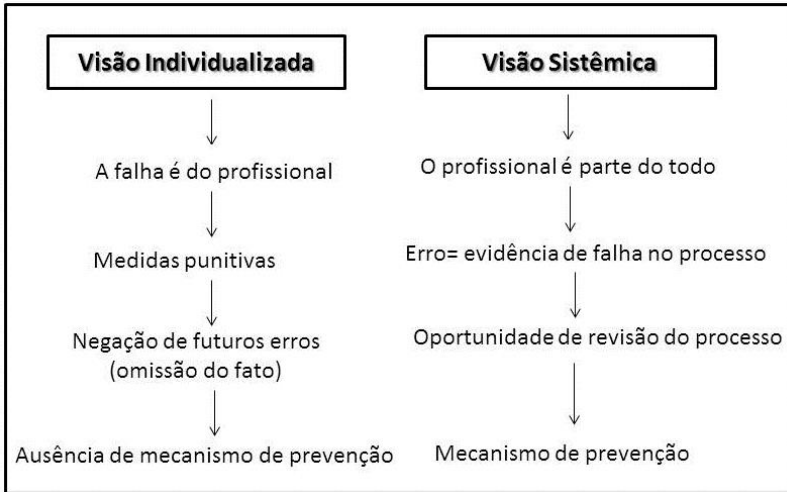 Visão Individualizada
A falha é do profissional
Medidas punitivas
Negação de futuros erros
(omissão do fato)
Ausência de mecanismo de prevenção
Visão Sistêmica
O profissional é parte do todo
Erro= evidência de falha no processo
Oportunidade de revisão do processo
Mecanismo de prevenção